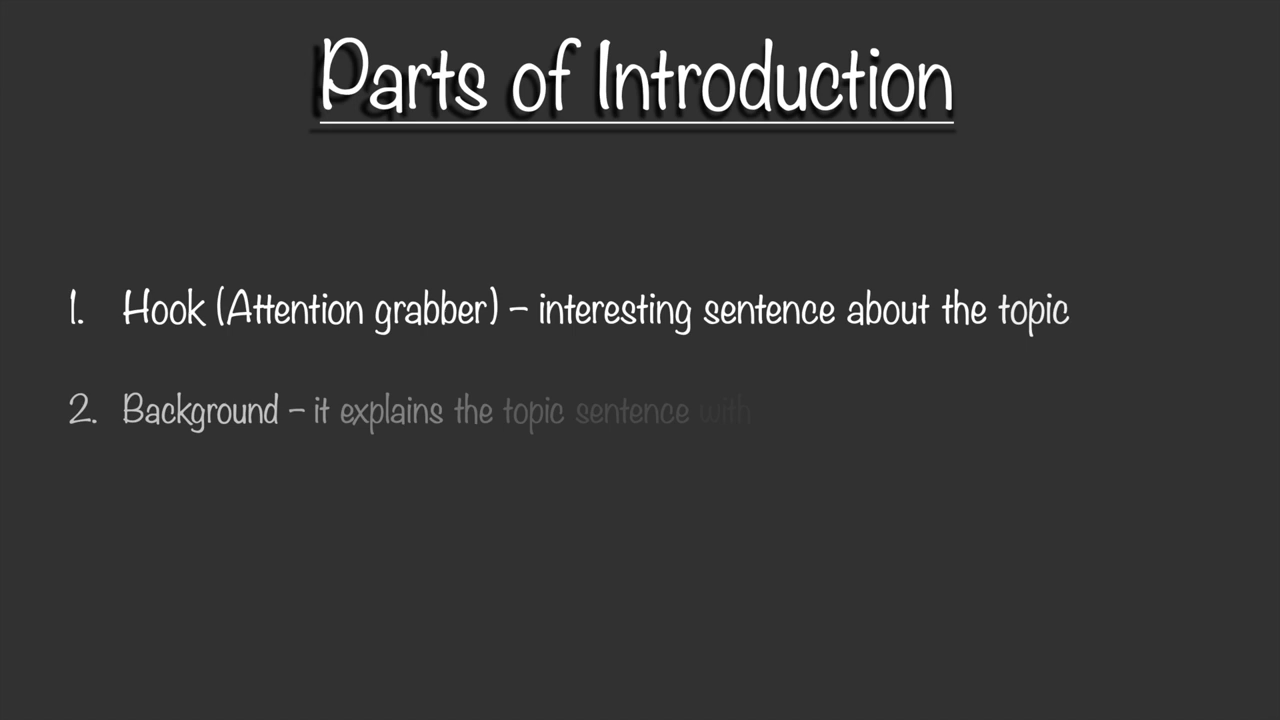 Parts of Introduction
1. Hook (Attention grabber) – interesting sentence about the topic
2. Background – it explains the topic sentence with